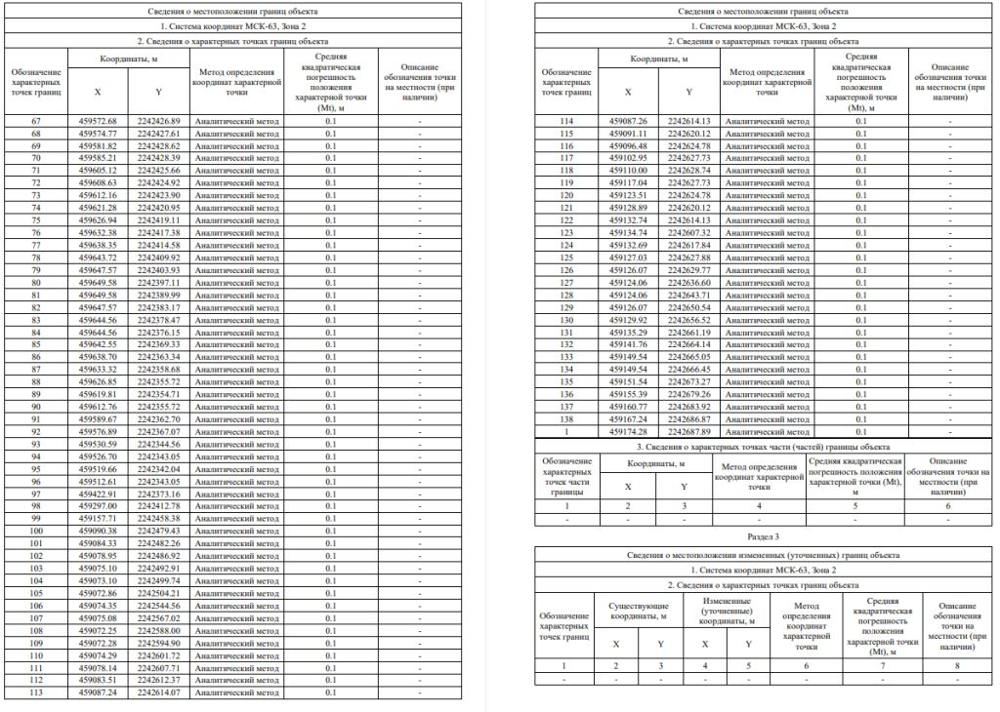 Сведения о местоположении границ объекта
1. Система координат МСК-63, Зона 2
2. Сведения о характерных точках границ объекта
Обозначение характерных точек границ | Координаты, м | Метод определения координат характерной точки | Средняя квадратическая погрешность положения характерной точки (Mt), м | Описание обозначения точки на местности (при наличии)
X | Y
67 459572.68 2242426.89 Аналитический метод 0.1 -
68 459574.77 2242427.61 Аналитический метод 0.1 -
69 459581.82 2242428.62 Аналитический метод 0.1 -
70 459585.21 2242428.39 Аналитический метод 0.1 -
71 459605.12 2242425.66 Аналитический метод 0.1 -
72 459608.63 2242424.92 Аналитический метод 0.1 -
73 459612.16 2242423.90 Аналитический метод 0.1 -
74 459621.28 2242420.95 Аналитический метод 0.1 -
75 459626.94 2242419.11 Аналитический метод 0.1 -
76 459632.38 2242417.38 Аналитический метод 0.1 -
77 459638.35 2242414.58 Аналитический метод 0.1 -
78 459643.72 2242409.92 Аналитический метод 0.1 -
79 459647.57 2242403.93 Аналитический метод 0.1 -
80 459649.58 2242397.11 Аналитический метод 0.1 -
81 459649.58 2242389.99 Аналитический метод 0.1 -
82 459647.57 2242383.17 Аналитический метод 0.1 -
83 459644.56 2242378.47 Аналитический метод 0.1 -
84 459644.56 2242376.15 Аналитический метод 0.1 -
85 459642.55 2242369.33 Аналитический метод 0.1 -
86 459638.70 2242363.34 Аналитический метод 0.1 -
87 459633.32 2242358.68 Аналитический метод 0.1 -
88 459626.85 2242355.72 Аналитический метод 0.1 -
89 459619.81 2242354.71 Аналитический метод 0.1 -
90 459612.76 2242355.72 Аналитический метод 0.1 -
91 459589.67 2242362.70 Аналитический метод 0.1 -
92 459576.89 2242367.07 Аналитический метод 0.1 -
93 459530.59 2242344.56 Аналитический метод 0.1 -
94 459526.70 2242343.05 Аналитический метод 0.1 -
95 459519.66 2242342.04 Аналитический метод 0.1 -
96 459512.61 2242343.05 Аналитический метод 0.1 -
97 459422.91 2242373.16 Аналитический метод 0.1 -
98 459297.00 2242412.78 Аналитический метод 0.1 -
99 459157.71 2242458.38 Аналитический метод 0.1 -
100 459090.38 2242479.43 Аналитический метод 0.1 -
101 459084.33 2242482.26 Аналитический метод 0.1 -
102 459078.95 2242486.92 Аналитический метод 0.1 -
103 459075.10 2242492.91 Аналитический метод 0.1 -
104 459073.10 2242499.74 Аналитический метод 0.1 -
105 459072.86 2242504.21 Аналитический метод 0.1 -
106 459074.35 2242544.56 Аналитический метод 0.1 -
107 459075.08 2242567.02 Аналитический метод 0.1 -
108 459072.25 2242588.00 Аналитический метод 0.1 -
109 459072.28 2242594.90 Аналитический метод 0.1 -
110 459074.29 2242601.72 Аналитический метод 0.1 -
111 459078.14 2242607.71 Аналитический метод 0.1 -
112 459083.51 2242612.37 Аналитический метод 0.1 -
113 459087.24 2242614.07 Аналитический метод 0.1 -
Сведения о местоположении границ объекта
1. Система координат МСК-63, Зона 2
2. Сведения о характерных точках границ объекта
Обозначение характерных точек границ | Координаты, м | Метод определения координат характерной точки | Средняя квадратическая погрешность положения характерной точки (Mt), м | Описание обозначения точки на местности (при наличии)
X | Y
114 459087.26 2242614.13 Аналитический метод 0.1 -
115 459091.11 2242620.12 Аналитический метод 0.1 -
116 459096.48 2242624.78 Аналитический метод 0.1 -
117 459102.95 2242627.73 Аналитический метод 0.1 -
118 459110.00 2242628.74 Аналитический метод 0.1 -
119 459117.04 2242627.73 Аналитический метод 0.1 -
120 459123.51 2242624.78 Аналитический метод 0.1 -
121 459128.89 2242620.12 Аналитический метод 0.1 -
122 459132.74 2242614.13 Аналитический метод 0.1 -
123 459134.74 2242607.32 Аналитический метод 0.1 -
124 459132.69 2242617.84 Аналитический метод 0.1 -
125 459127.03 2242627.88 Аналитический метод 0.1 -
126 459126.07 2242629.77 Аналитический метод 0.1 -
127 459124.06 2242636.60 Аналитический метод 0.1 -
128 459124.06 2242643.71 Аналитический метод 0.1 -
129 459126.07 2242650.54 Аналитический метод 0.1 -
130 459129.92 2242656.52 Аналитический метод 0.1 -
131 459135.29 2242661.19 Аналитический метод 0.1 -
132 459141.76 2242664.14 Аналитический метод 0.1 -
133 459149.54 2242665.05 Аналитический метод 0.1 -
134 459149.54 2242666.45 Аналитический метод 0.1 -
135 459151.54 2242673.27 Аналитический метод 0.1 -
136 459155.39 2242679.26 Аналитический метод 0.1 -
137 459160.77 2242683.92 Аналитический метод 0.1 -
138 459167.24 2242686.87 Аналитический метод 0.1 -
1 459174.28 2242687.89 Аналитический метод 0.1 -
3. Сведения о характерных точках части (частей) границы объекта
Обозначение характерных точек части границы | Координаты, м | Метод определения координат характерной точки | Средняя квадратическая погрешность положения характерной точки (Mt), м | Описание обозначения точки на местности (при наличии)
X | Y
1 2 3 4 5 6
- - - - - -
Раздел 3
Сведения о местоположении измененных (уточненных) границ объекта
1. Система координат МСК-63, Зона 2
2. Сведения о характерных точках границ объекта
Обозначение характерных точек границ | Существующие координаты, м | Измененные (уточненные) координаты, м | Метод определения координат характерной точки | Средняя квадратическая погрешность положения характерной точки (Mt), м | Описание обозначения точки на местности (при наличии)
X | Y | X | Y
1 2 3 4 5 6 7 8
- - - - - - - -